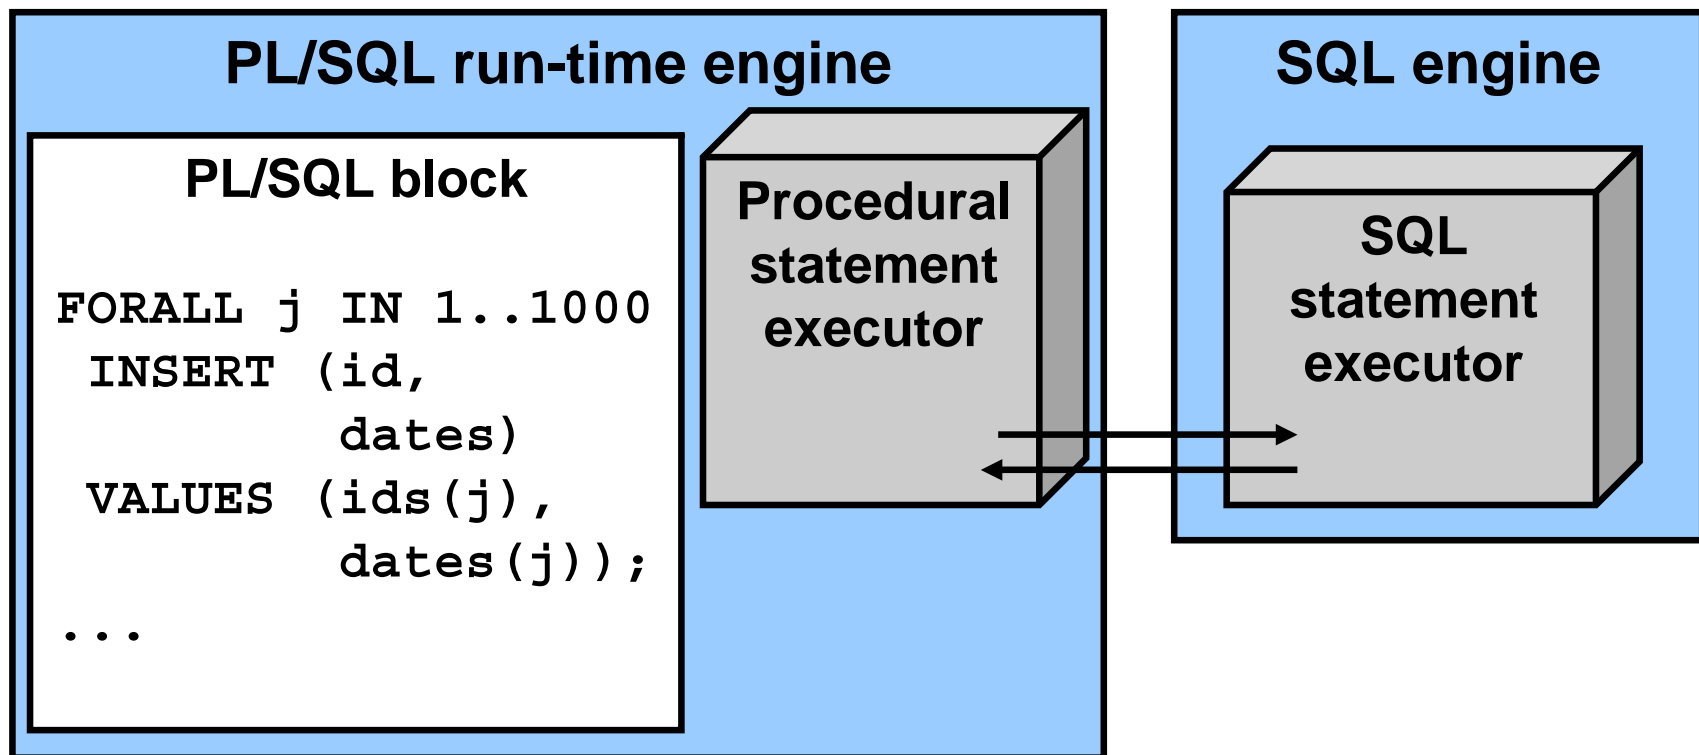 PL/SQL run-time engine
PL/SQL block
FORALL j IN 1..1000
INSERT (id,
dates)
VALUES (ids(j),
dates(j));
...
Procedural
statement
executor
SQL engine
SQL
statement
executor